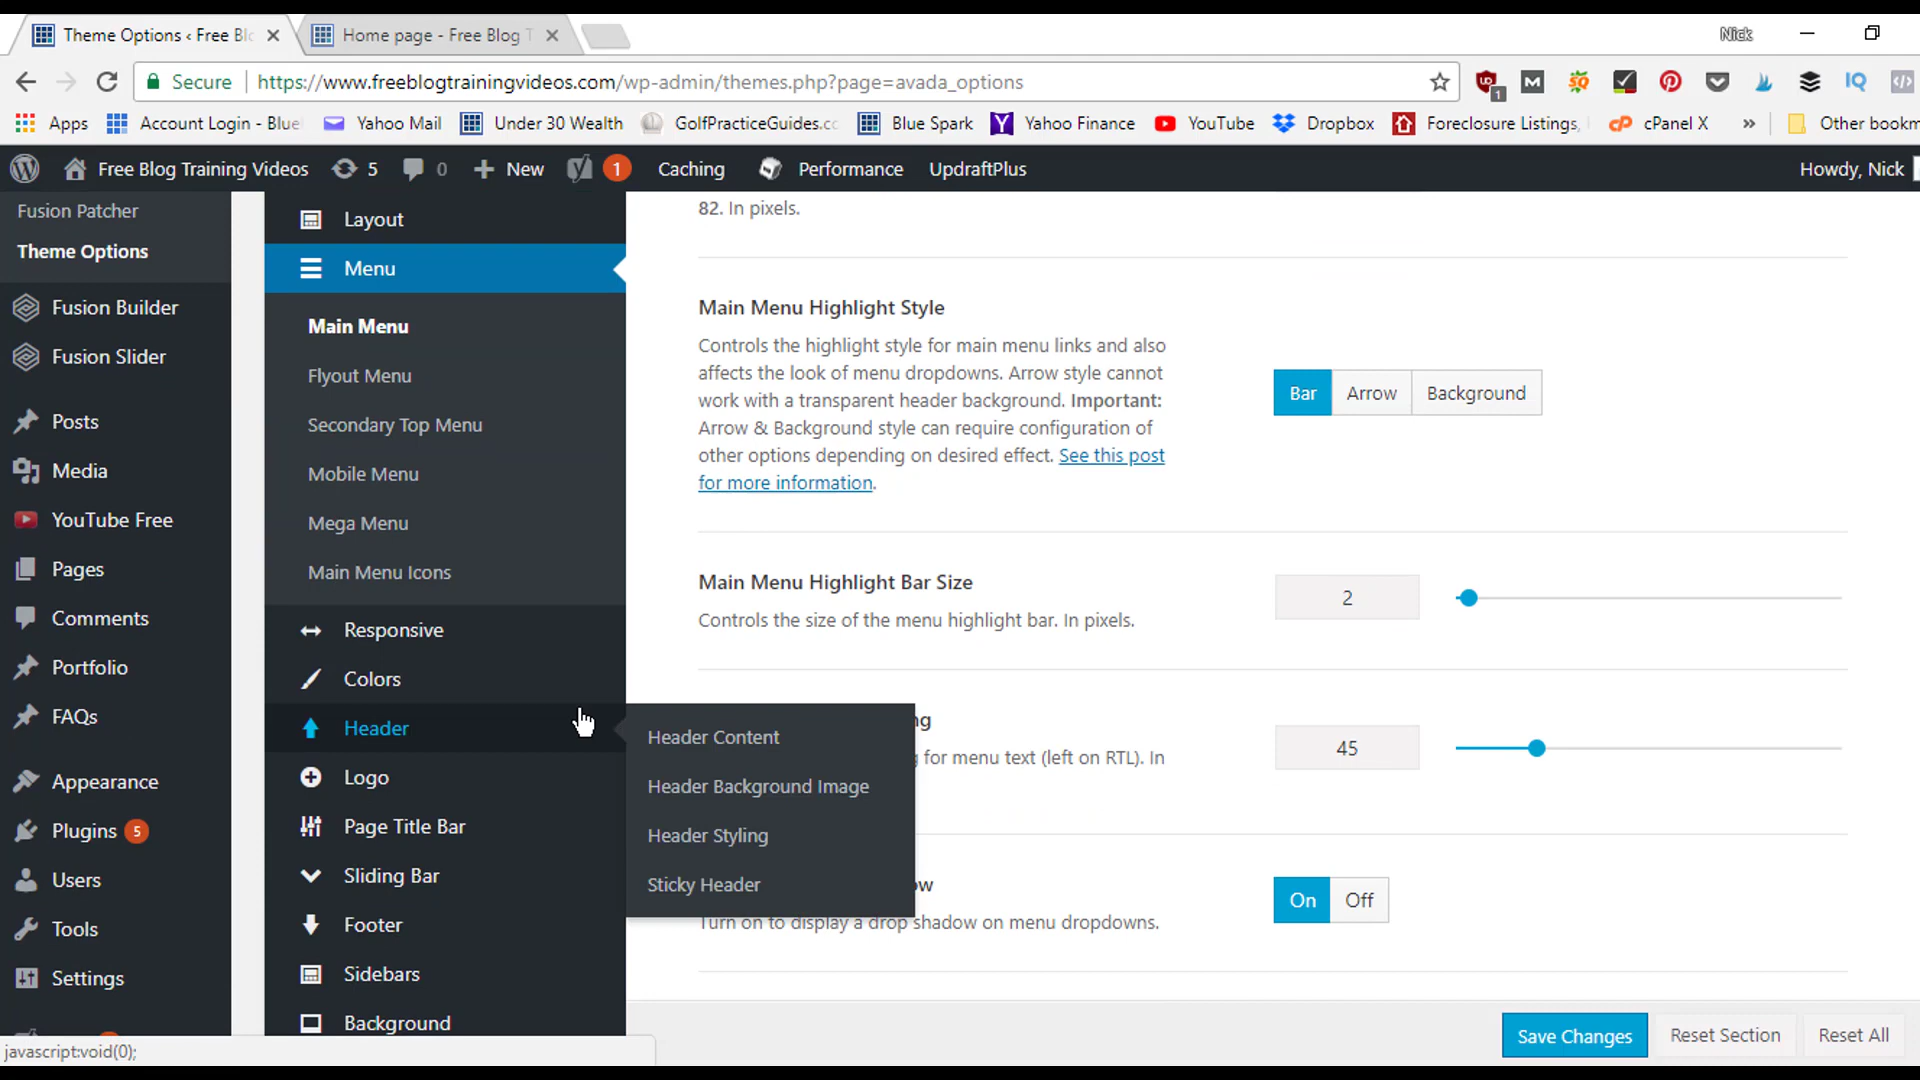 Theme Options ‹ Free Blo
Home page - Free Blog T
Nick
Secure
https://www.freeblogtrainingvideos.com/wp-admin/themes.php?page=avada_options
Apps
Account Login - Blue
Yahoo Mail
Under 30 Wealth
GolfPracticeGuides.cc
Blue Spark
Yahoo Finance
YouTube
Dropbox
Foreclosure Listings,
cPanel X
»
Other bookm
Free Blog Training Videos
5
0
New
1
Caching
Performance
UpdraftPlus
Howdy, Nick
Fusion Patcher
Theme Options
Fusion Builder
Fusion Slider
Posts
Media
YouTube Free
Pages
Comments
Portfolio
FAQs
Appearance
Plugins 5
Users
Tools
Settings
Layout
Menu
Main Menu
Flyout Menu
Secondary Top Menu
Mobile Menu
Mega Menu
Main Menu Icons
Responsive
Colors
Header
Logo
Page Title Bar
Sliding Bar
Footer
Sidebars
Background
Header Content
Header Background Image
Header Styling
Sticky Header
82. In pixels.
Main Menu Highlight Style
Controls the highlight style for main menu links and also
affects the look of menu dropdowns. Arrow style cannot
work with a transparent header background. Important:
Arrow & Background style can require configuration of
other options depending on desired effect. See this post
for more information.
Bar
Arrow
Background
Main Menu Highlight Bar Size
Controls the size of the menu highlight bar. In pixels.
2
for menu text (left on RTL). In
45
Turn on to display a drop shadow on menu dropdowns.
On
Off
Save Changes
Reset Section
Reset All
javascript:void(0);